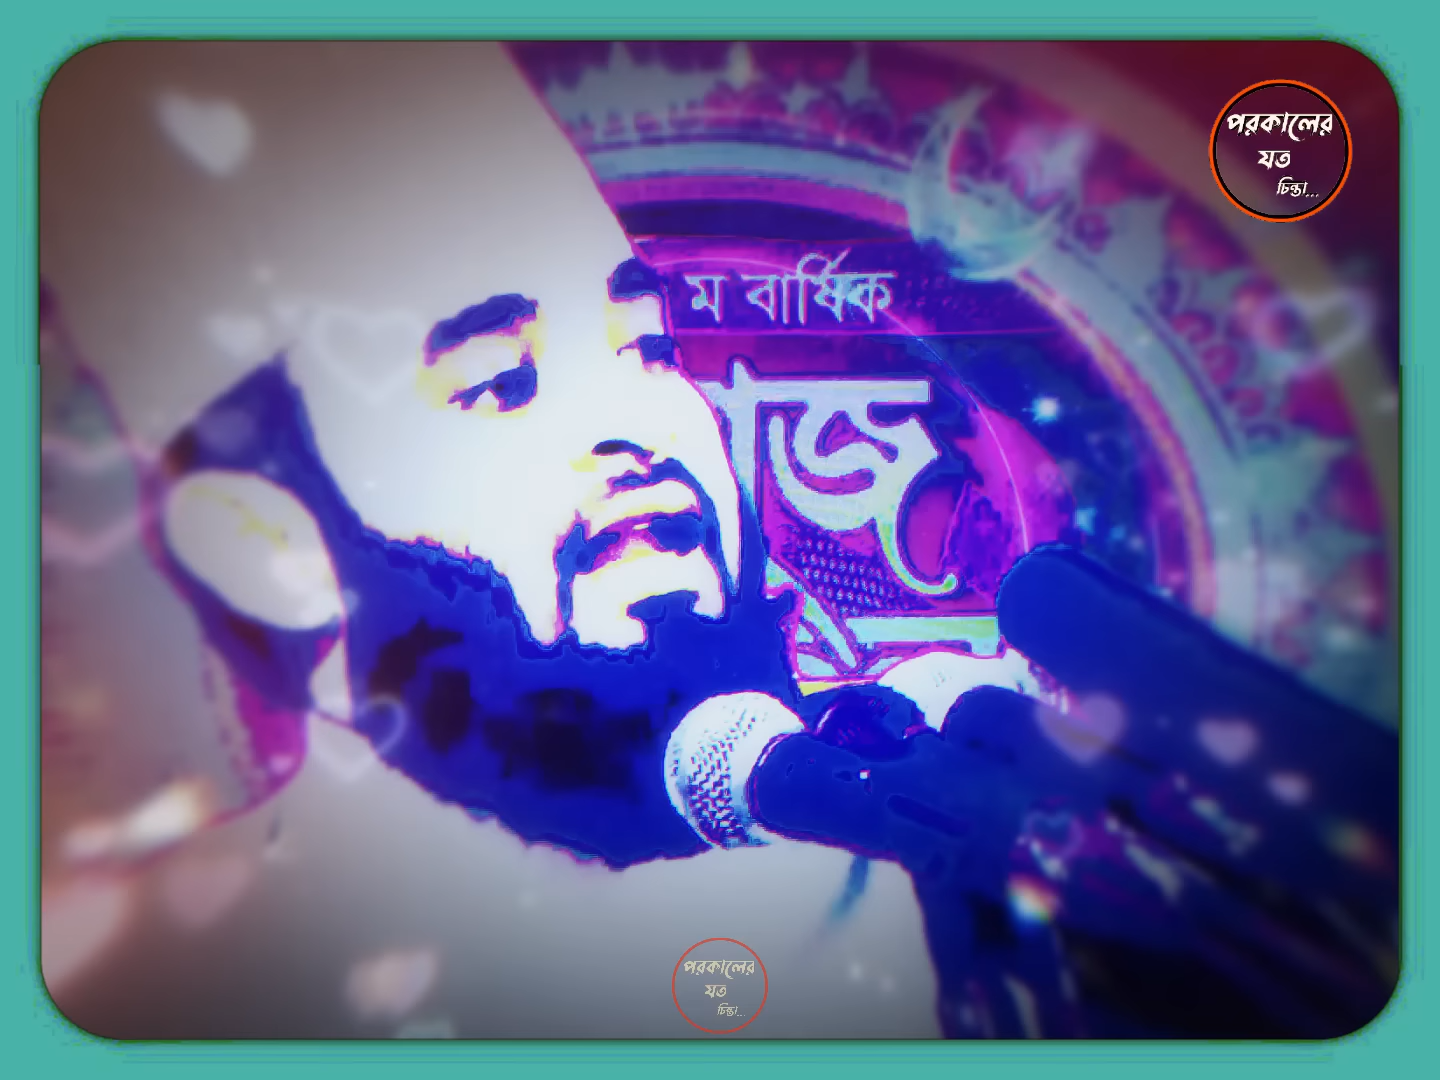 পরকালের
যত
চিন্তা...
ম বার্ষিক
াজ
পরকালের
যত
চিন্তা...